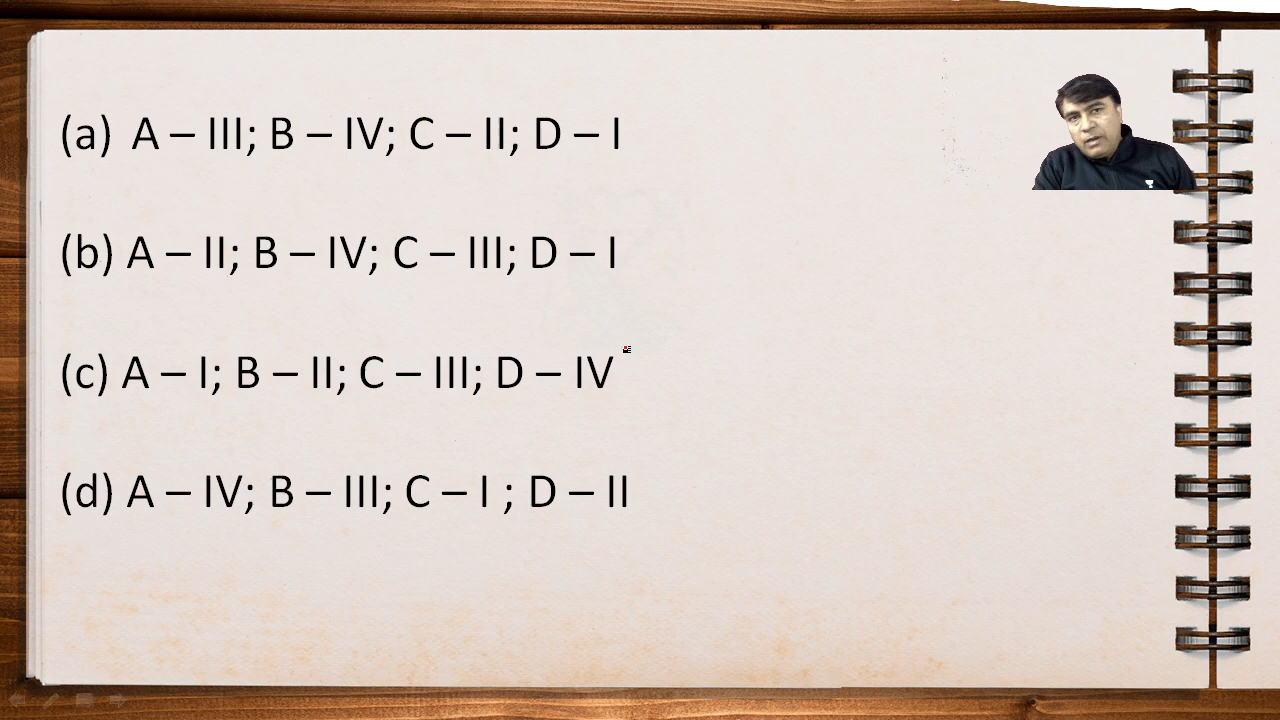 (a) A – III; B – IV; C – II; D – I
(b) A – II; B – IV; C – III; D – I
(c) A – I; B – II; C – III; D – IV
(d) A – IV; B – III; C – I ; D – II